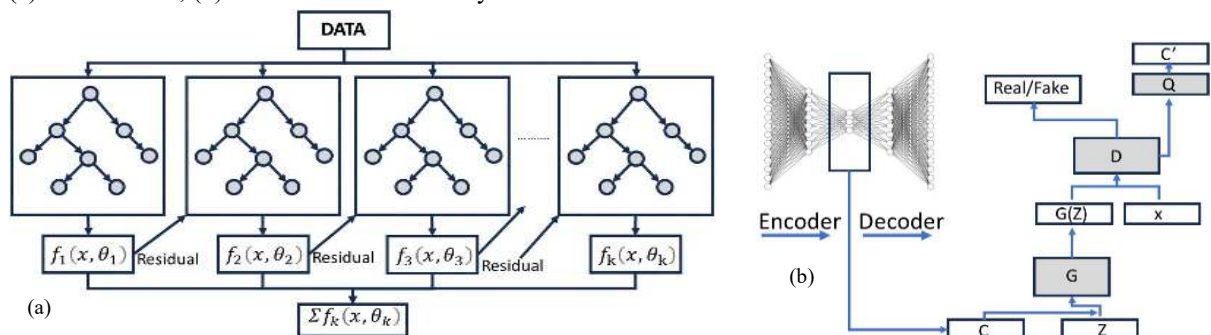 DATA
.........
f₁(x, θ₁)
Residual
f₂(x, θ₂)
Residual
f₃(x, θ₃)
Residual
fₖ(x, θₖ)
Σfₖ(x, θₖ)
(a)
C′
Q
Real/Fake
D
G(Z)
x
Encoder
Decoder
(b)
G
C
Z